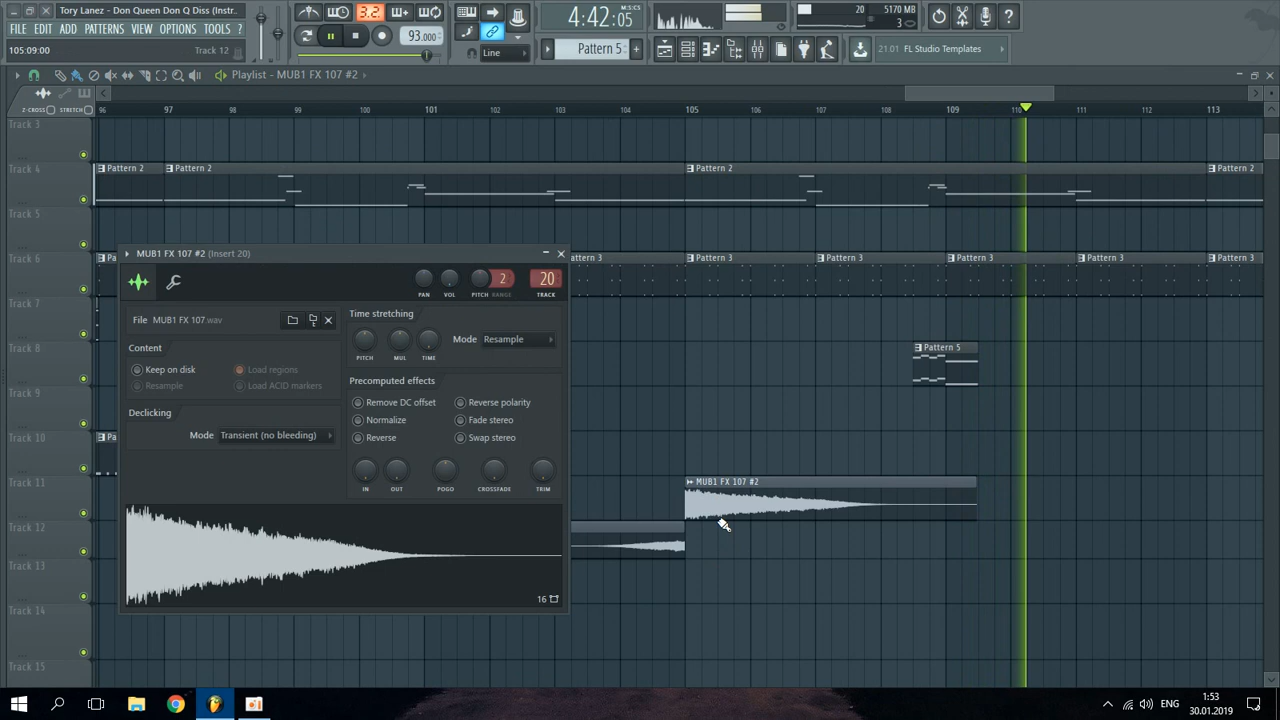 Tory Lanez - Don Queen Don Q Diss (Instr..
FILE EDIT ADD PATTERNS VIEW OPTIONS TOOLS ?
105:09:00 Track 12
3.2.
93.000
4:42:05 M:S:CS
20 5170 MB
3
Line Pattern 5 +
21.01 FL Studio Templates
Playlist - MUB1 FX 107 #2
Z-CROSS STRETCH
96 97 98 99 100 101 102 103 104 105 106 107 108 109 110 111 112 113
Track 3
Track 4 Pattern 2 Pattern 2 Pattern 2 Pattern 2
Track 5
Track 6 Pa ttern 3 Pattern 3 Pattern 3 Pattern 3 Pattern 3 Pattern 3
Track 7
Track 8 Pattern 5
Track 9
Track 10 Pa
Track 11 MUB1 FX 107 #2
Track 12
Track 13
Track 14
Track 15
MUB1 FX 107 #2 (Insert 20)
2 20
PAN VOL PITCH RANGE TRACK
File MUB1 FX 107.wav
Content
Keep on disk Load regions
Resample Load ACID markers
Declicking
Mode Transient (no bleeding)
Time stretching
Mode Resample
PITCH MUL TIME
Precomputed effects
Remove DC offset Reverse polarity
Normalize Fade stereo
Reverse Swap stereo
IN OUT POGO CROSSFADE TRIM
16
ENG 1:53
30.01.2019